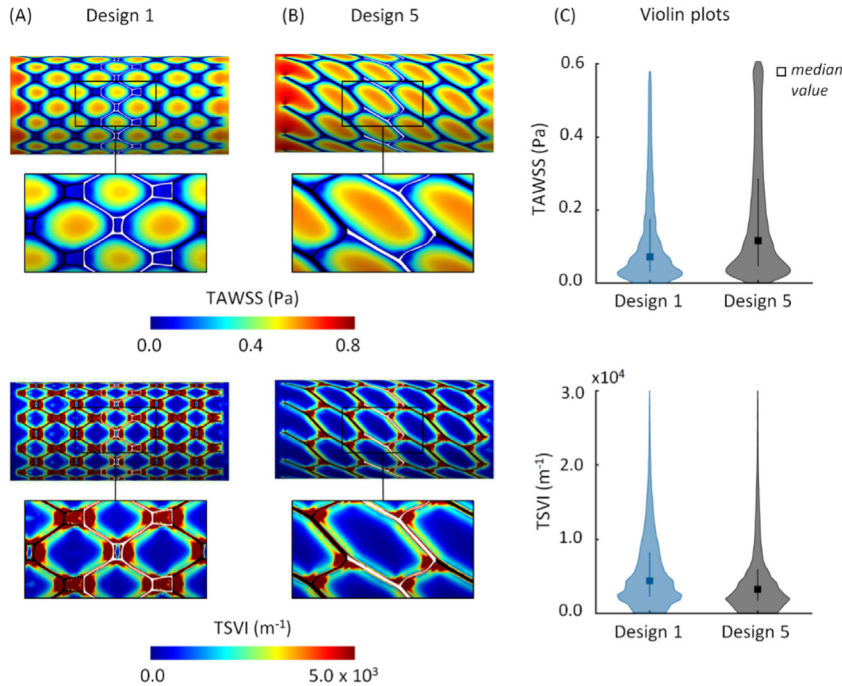 (A) Design 1 (B) Design 5 (C) Violin plots
TAWSS (Pa)
0.0 0.4 0.8
0.6
0.4
0.2
0.0
TAWSS (Pa)
median
value
Design 1 Design 5
TSVI (m⁻¹)
0.0 5.0 x 10³
x10⁴
3.0
2.0
1.0
0.0
TSVI (m⁻¹)
Design 1 Design 5